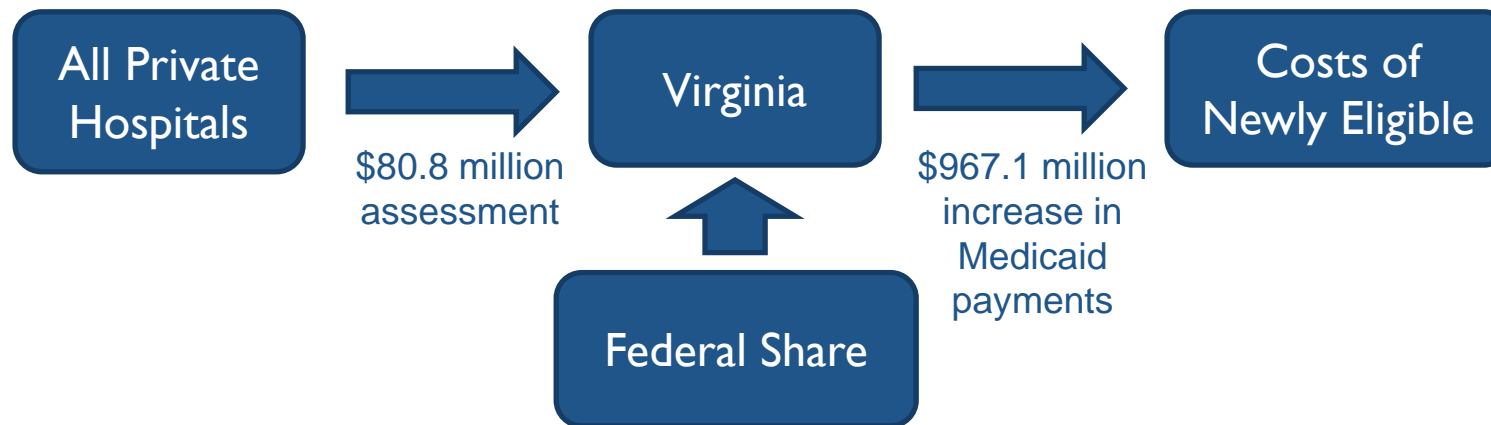 All Private
Hospitals
$80.8 million
assessment
Virginia
$967.1 million
increase in
Medicaid
payments
Costs of
Newly Eligible
Federal Share